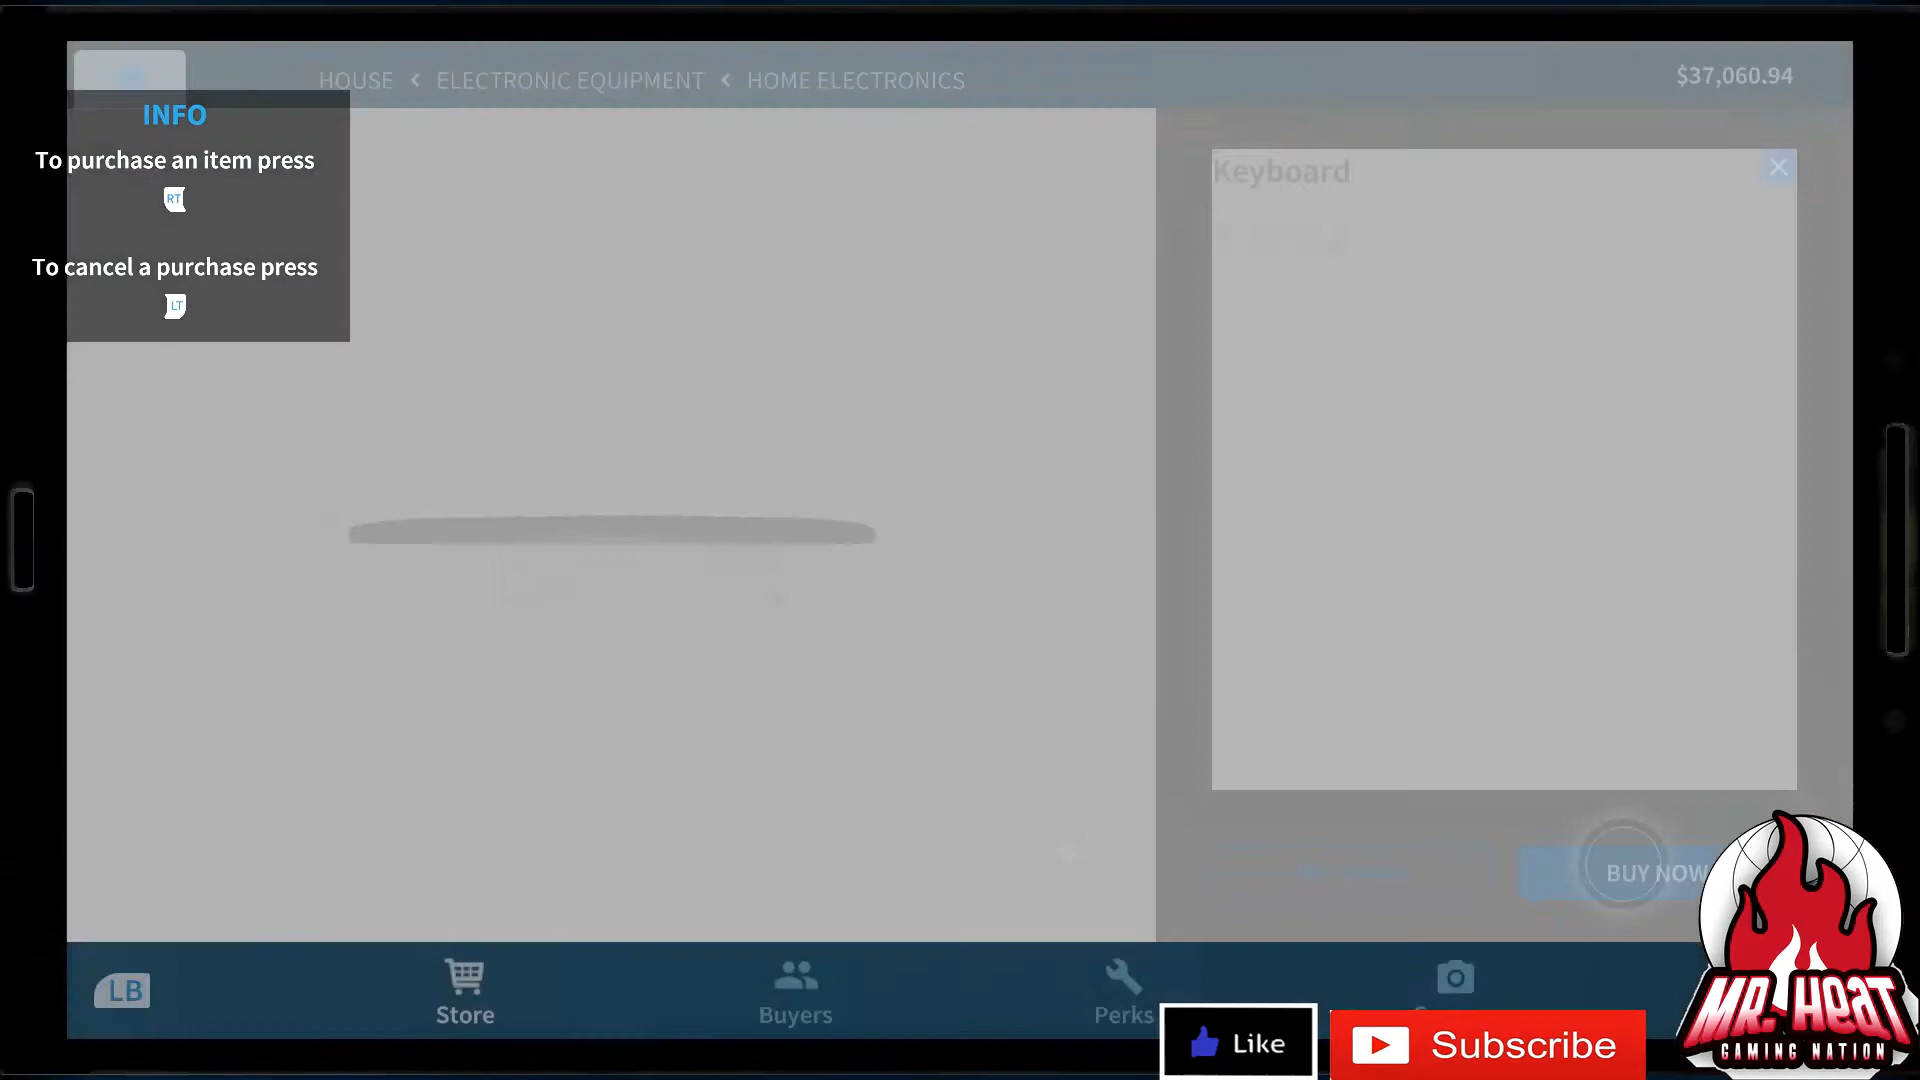 HOUSE < ELECTRONIC EQUIPMENT < HOME ELECTRONICS
$37,060.94
INFO
To purchase an item press
RT
To cancel a purchase press
LT
Keyboard
BUY NOW
LB
Store
Buyers
Perks
Like
Subscribe
MR. HEAT
GAMING NATION